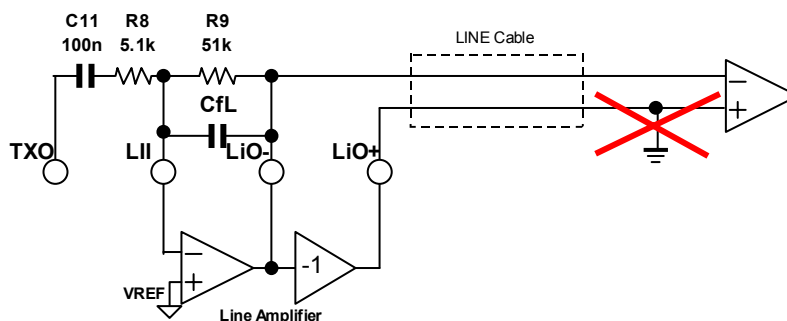 C11
100n
R8
5.1k
R9
51k
LINE Cable
CfL
TXO
LII
LiO-
LiO+
−
+
−
+
-1
VREF
Line Amplifier